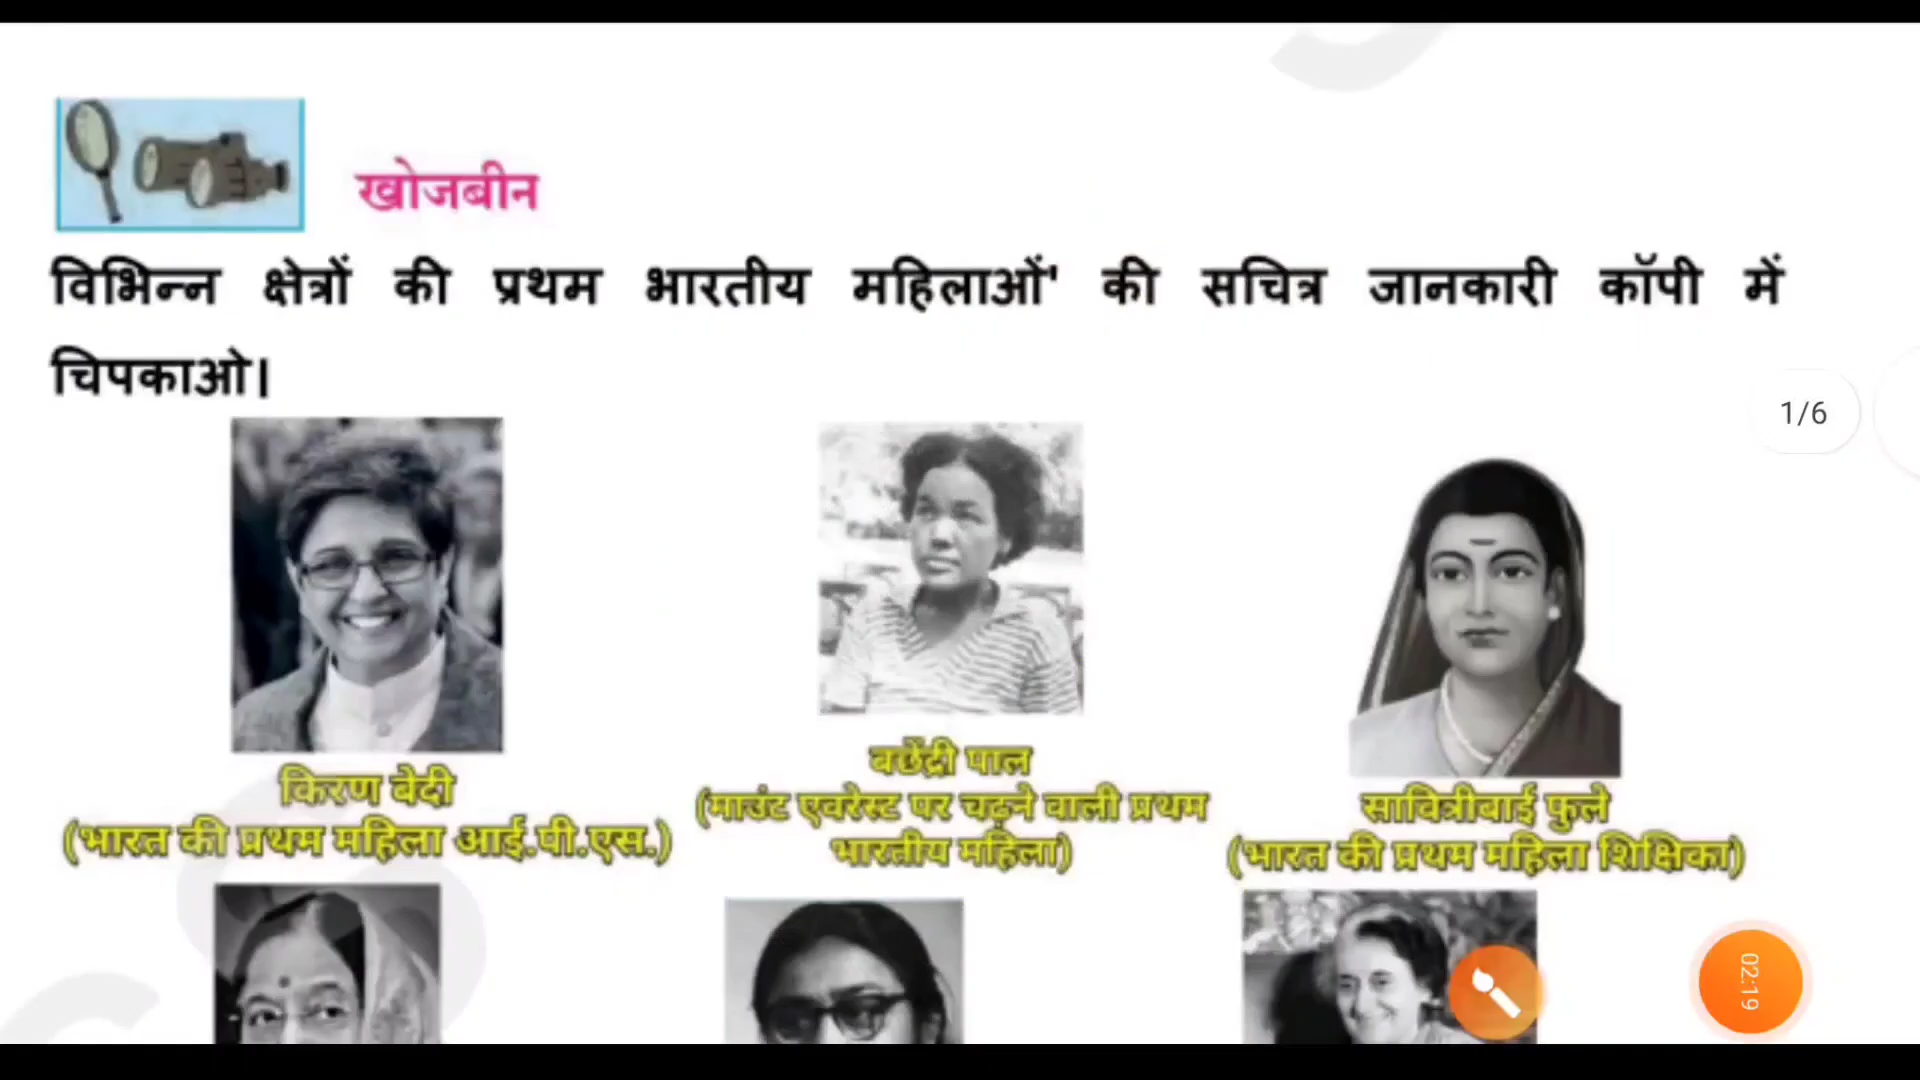 खोजबीन
विभिन्न क्षेत्रों की प्रथम भारतीय महिलाओं' की सचित्र जानकारी कॉपी में
चिपकाओ।
1/6
किरण बेदी
(भारत की प्रथम महिला आई.पी.एस.)
बछेंद्री पाल
(माउंट एवरेस्ट पर चढ़ने वाली प्रथम
भारतीय महिला)
सावित्रीबाई फुले
(भारत की प्रथम महिला शिक्षिका)
02:19